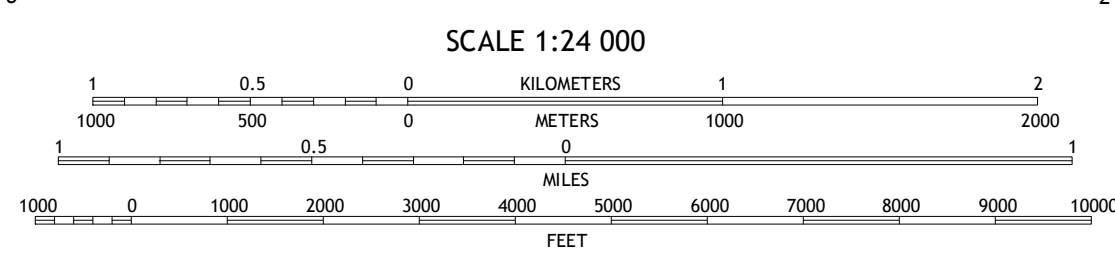 SCALE 1:24 000
1 0.5 0 KILOMETERS 1 2
1000 500 0 METERS 1000 2000
1 0.5 0 1
MILES
1000 0 1000 2000 3000 4000 5000 6000 7000 8000 9000 10000
FEET